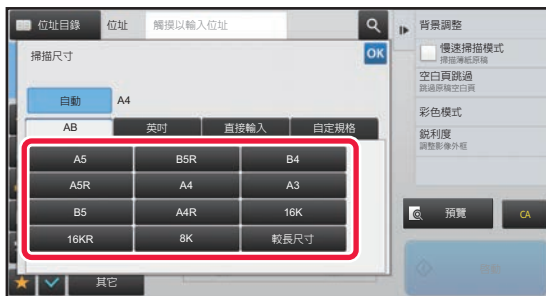 位址目錄 位址 觸摸以輸入位址
掃描尺寸 OK
自動 A4
AB 英吋 直接輸入 自定規格
A5 B5R B4
A5R A4 A3
B5 A4R 16K
16KR 8K 較長尺寸
其它
背景調整
慢速掃描模式
掃描薄紙原稿
空白頁跳過
跳過原稿空白頁
彩色模式
銳利度
調整影像外框
預覽 CA